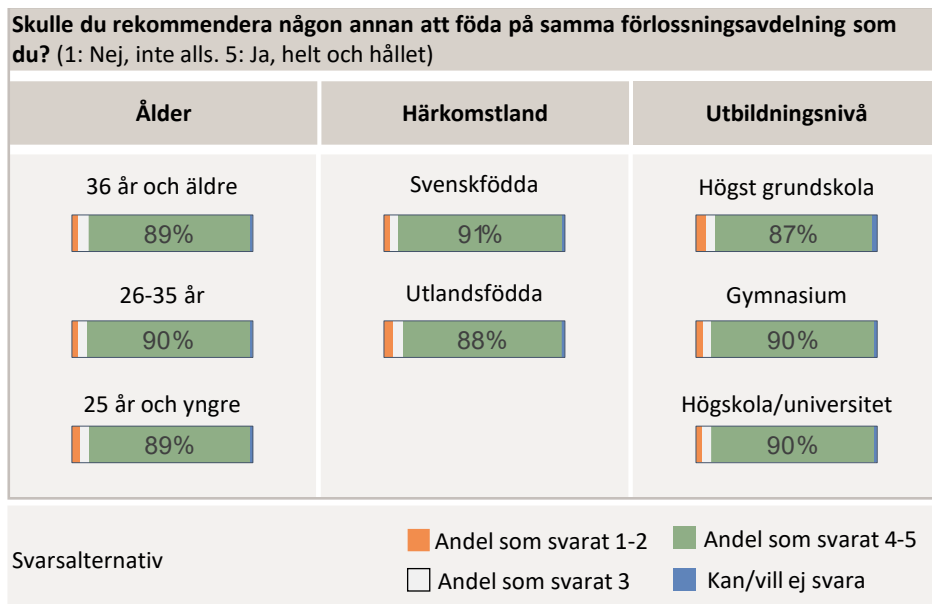 Skulle du rekommendera någon annan att föda på samma förlossningsavdelning som
du? (1: Nej, inte alls. 5: Ja, helt och hållet)
Ålder
Härkomstland
Utbildningsnivå
36 år och äldre
89%
26-35 år
90%
25 år och yngre
89%
Svenskfödda
91%
Utlandsfödda
88%
Högst grundskola
87%
Gymnasium
90%
Högskola/universitet
90%
Svarsalternativ
Andel som svarat 1-2
Andel som svarat 4-5
Andel som svarat 3
Kan/vill ej svara